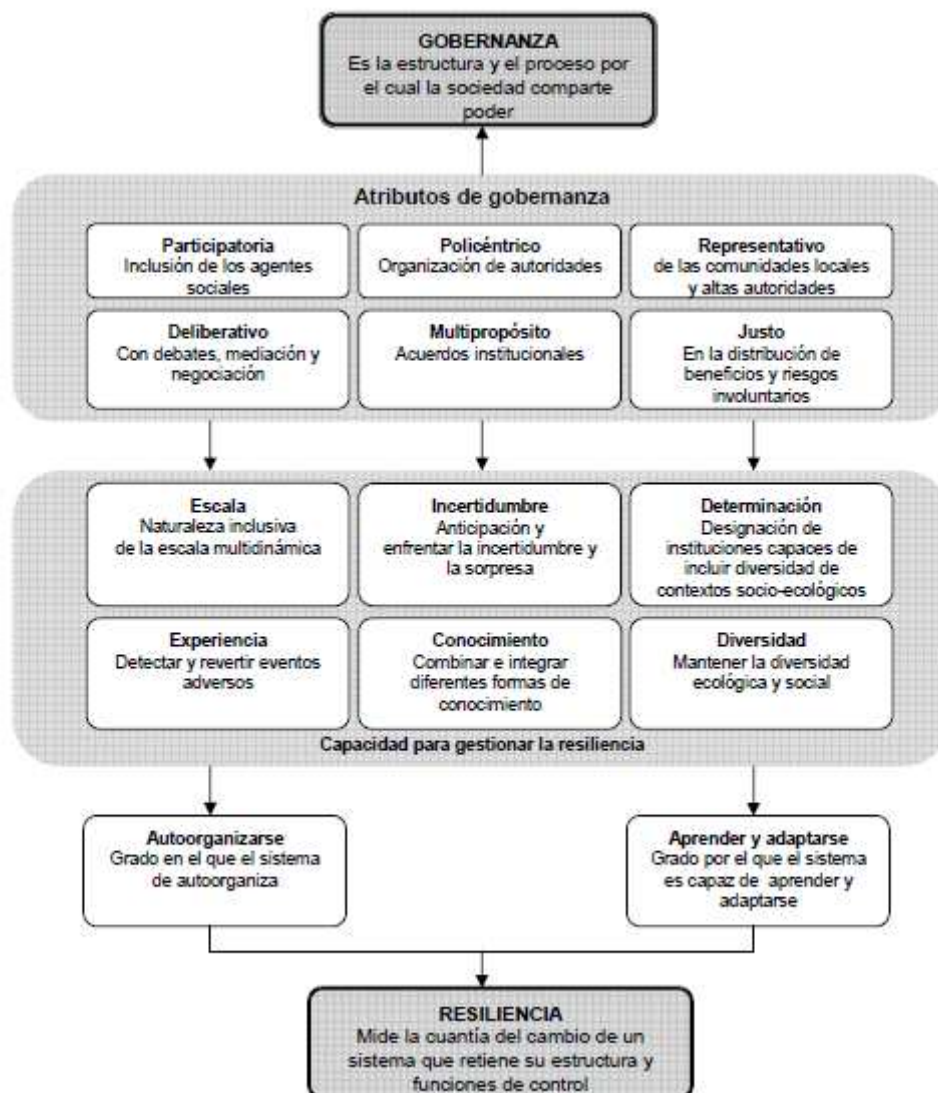 GOBERNANZA
Es la estructura y el proceso por
el cual la sociedad comparte
poder
Atributos de gobernanza
Participatoria
Inclusión de los agentes
sociales
Policéntrico
Organización de autoridades
Representativo
de las comunidades locales
y altas autoridades
Deliberativo
Con debates, mediación y
negociación
Multipropósito
Acuerdos institucionales
Justo
En la distribución de
beneficios y riesgos
involuntarios
Escala
Naturaleza inclusiva
de la escala multidinámica
Incertidumbre
Anticipación y
enfrentar la incertidumbre y
la sorpresa
Determinación
Designación de
instituciones capaces de
incluir diversidad de
contextos socio-ecológicos
Experiencia
Detectar y revertir eventos
adversos
Conocimiento
Combinar e integrar
diferentes formas de
conocimiento
Diversidad
Mantener la diversidad
ecológica y social
Capacidad para gestionar la resiliencia
Autoorganizarse
Grado en el que el sistema
de autoorganiza
Aprender y adaptarse
Grado por el que el sistema
es capaz de aprender y
adaptarse
RESILIENCIA
Mide la cuantía del cambio de un
sistema que retiene su estructura y
funciones de control